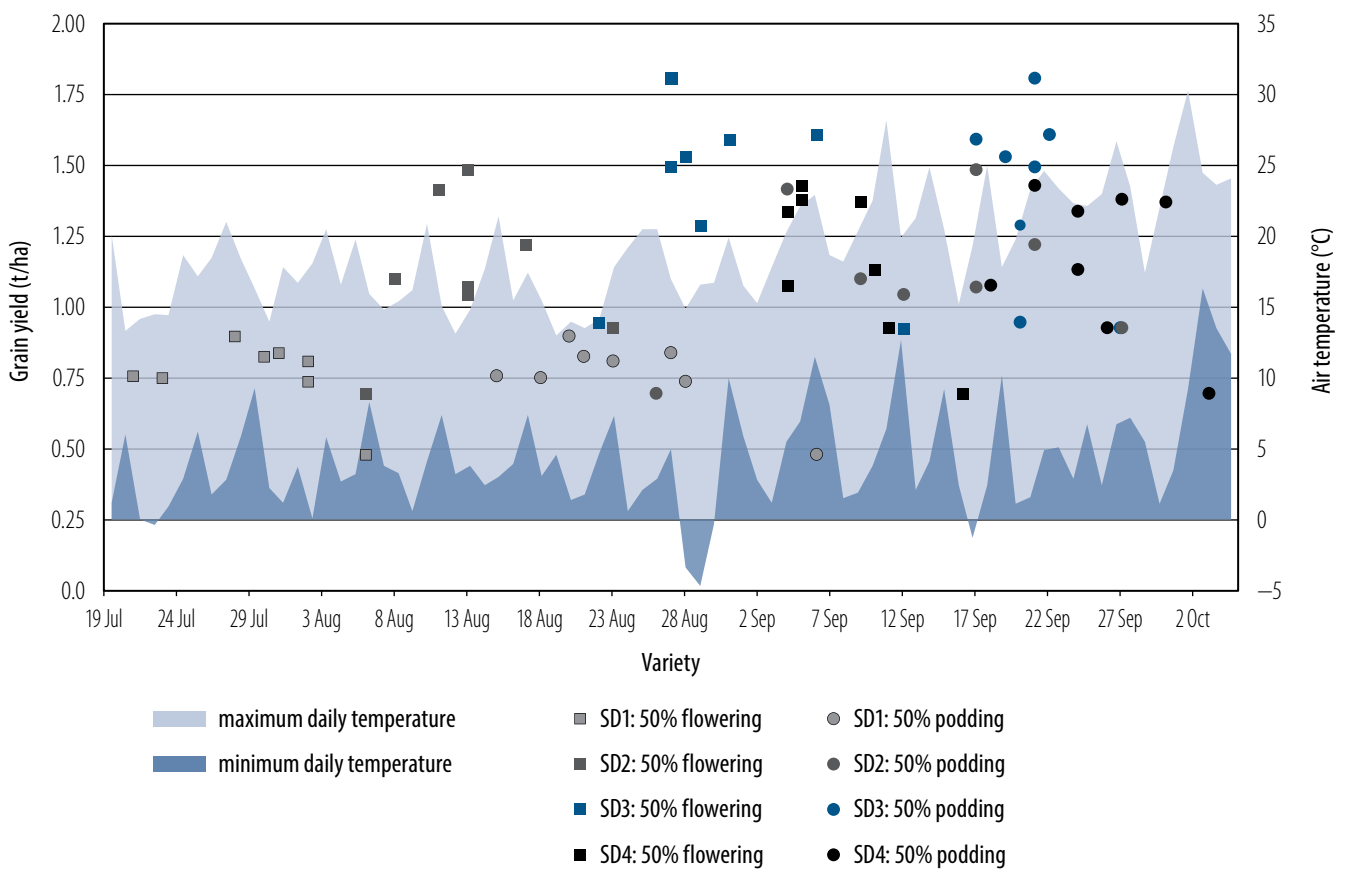 2.00
1.75
1.50
1.25
1.00
0.75
0.50
0.25
0.0
Grain yield (t/ha)
35
30
25
20
15
10
5
0
–5
Air temperature (°C)
19 Jul 24 Jul 29 Jul 3 Aug 8 Aug 13 Aug 18 Aug 23 Aug 28 Aug 2 Sep 7 Sep 12 Sep 17 Sep 22 Sep 27 Sep 2 Oct
Variety
maximum daily temperature
minimum daily temperature
SD1: 50% flowering
SD2: 50% flowering
SD3: 50% flowering
SD4: 50% flowering
SD1: 50% podding
SD2: 50% podding
SD3: 50% podding
SD4: 50% podding